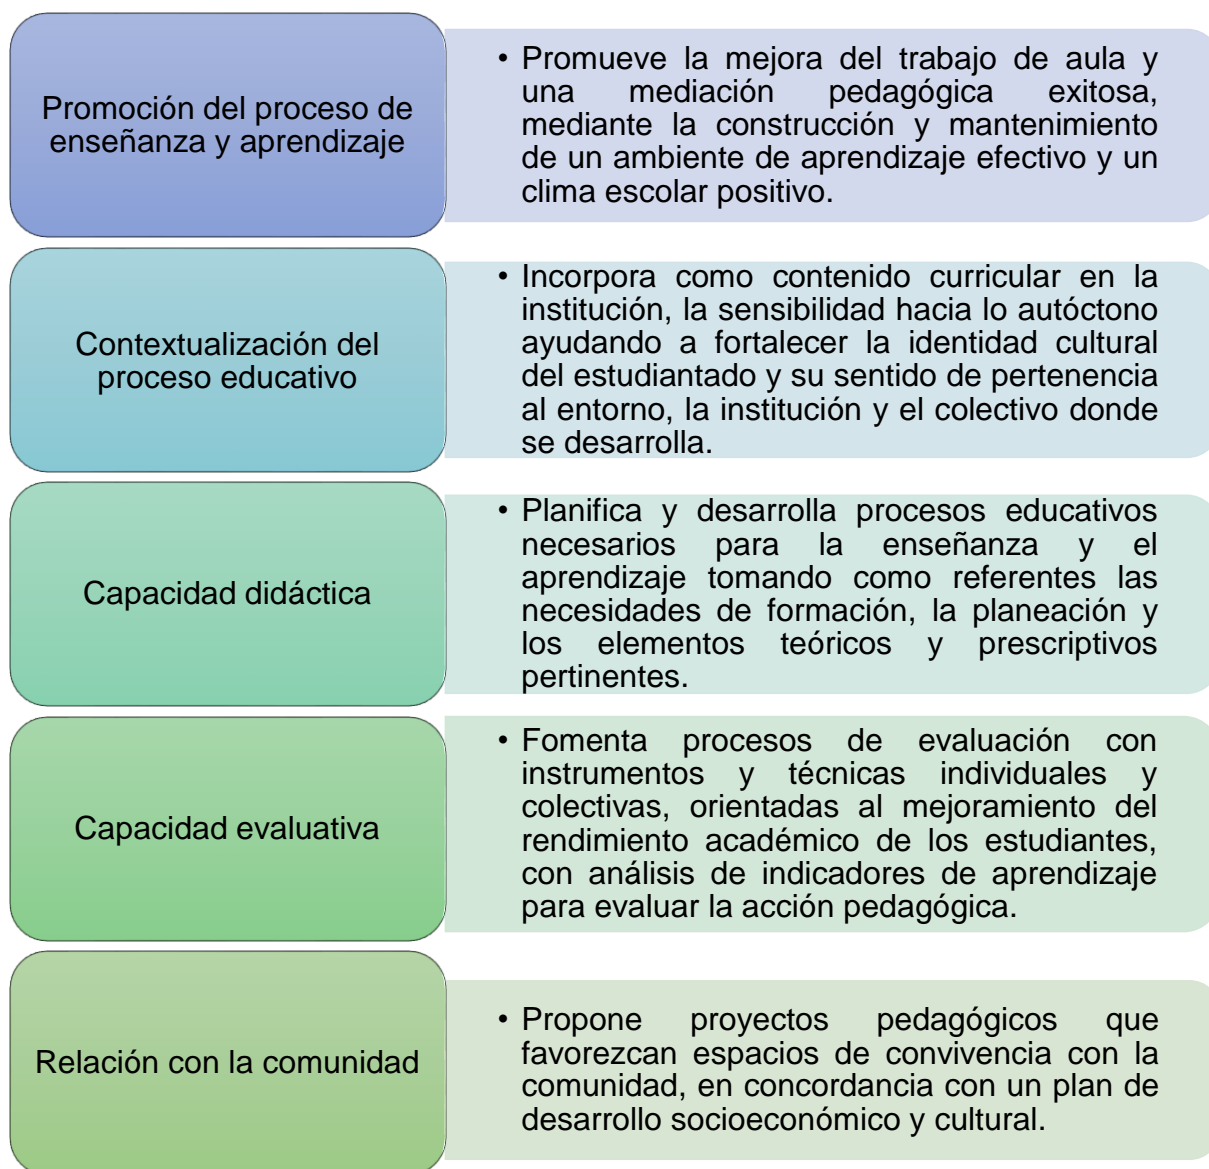 Promoción del proceso de
enseñanza y aprendizaje
• Promueve la mejora del trabajo de aula y
una mediación pedagógica exitosa,
mediante la construcción y mantenimiento
de un ambiente de aprendizaje efectivo y un
clima escolar positivo.
Contextualización del
proceso educativo
• Incorpora como contenido curricular en la
institución, la sensibilidad hacia lo autóctono
ayudando a fortalecer la identidad cultural
del estudiantado y su sentido de pertenencia
al entorno, la institución y el colectivo donde
se desarrolla.
Capacidad didáctica
• Planifica y desarrolla procesos educativos
necesarios para la enseñanza y el
aprendizaje tomando como referentes las
necesidades de formación, la planeación y
los elementos teóricos y prescriptivos
pertinentes.
Capacidad evaluativa
• Fomenta procesos de evaluación con
instrumentos y técnicas individuales y
colectivas, orientadas al mejoramiento del
rendimiento académico de los estudiantes,
con análisis de indicadores de aprendizaje
para evaluar la acción pedagógica.
Relación con la comunidad
• Propone proyectos pedagógicos que
favorezcan espacios de convivencia con la
comunidad, en concordancia con un plan de
desarrollo socioeconómico y cultural.